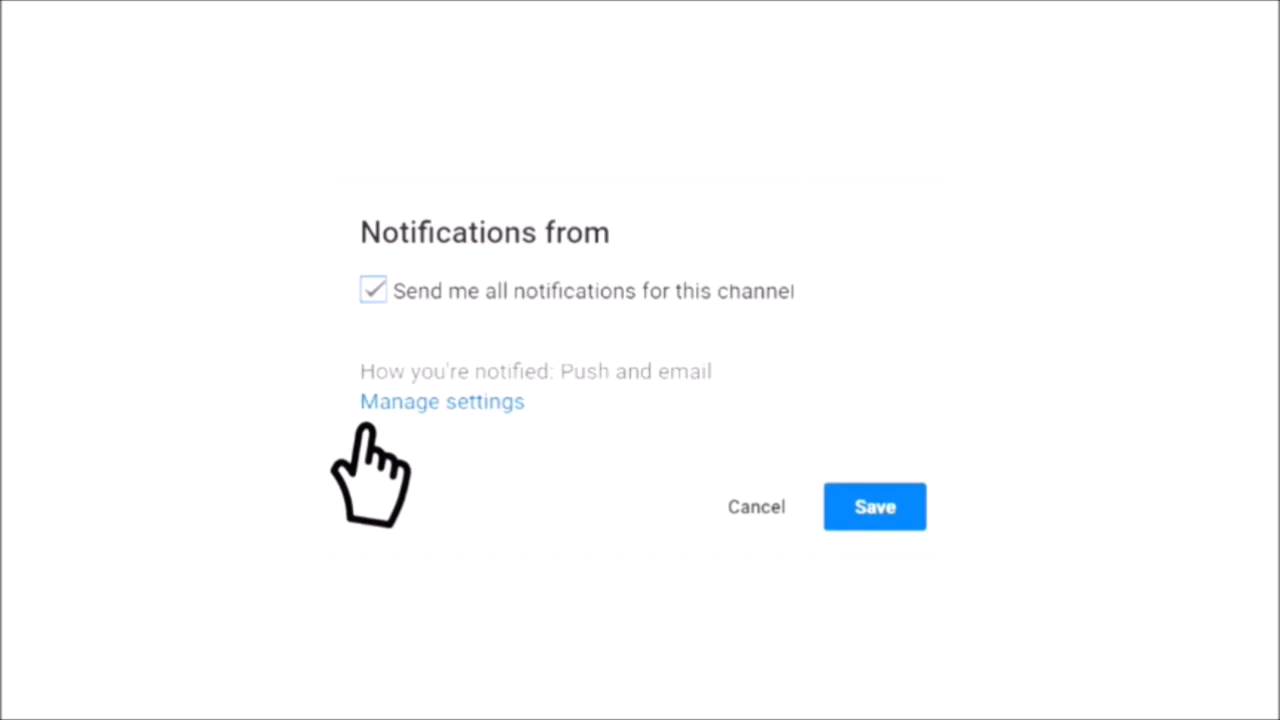 Notifications from
Send me all notifications for this channel
How you're notified: Push and email
Manage settings
Cancel
Save